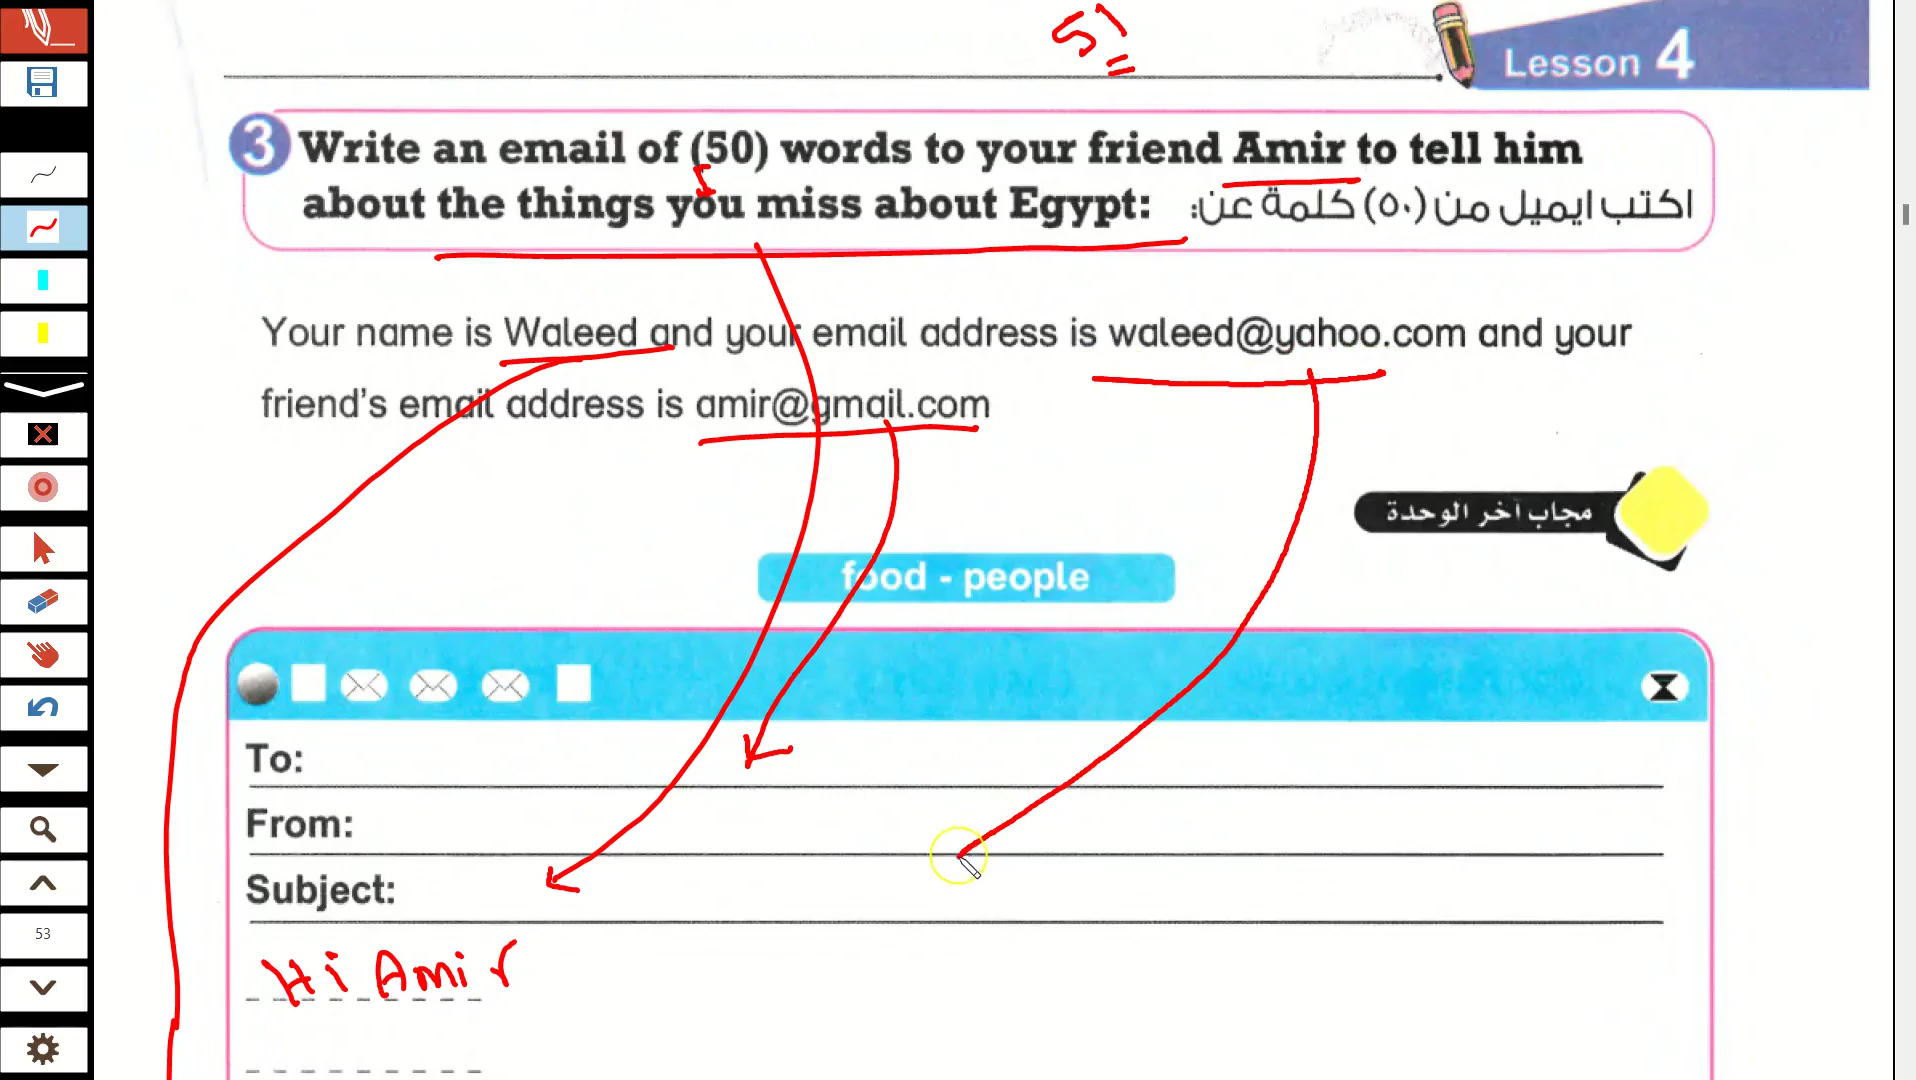 Lesson 4
3 Write an email of (50) words to your friend Amir to tell him
about the things you miss about Egypt: اكتب ايميل من (٥٠) كلمة عن:
Your name is Waleed and your email address is waleed@yahoo.com and your
friend's email address is amir@gmail.com
مجاب آخر الوحدة
food - people
To:
From:
Subject:
Hi Amir
53